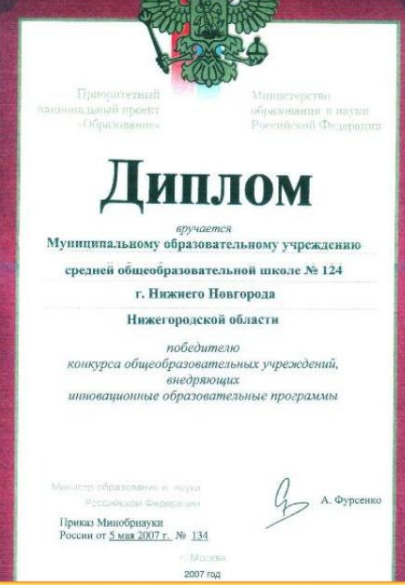 Приоритетный
национальный проект
«Образование»
Министерство
образования и науки
Российской Федерации
Диплом
вручается
Муниципальному образовательному учреждению
средней общеобразовательной школе № 124
г. Нижнего Новгорода
Нижегородской области
победителю
конкурса общеобразовательных учреждений,
внедряющих
инновационные образовательные программы
Министр образования и науки
Российской Федерации
А. Фурсенко
Приказ Минобрнауки
России от 5 мая 2007 г. № 134
г. Москва
2007 год